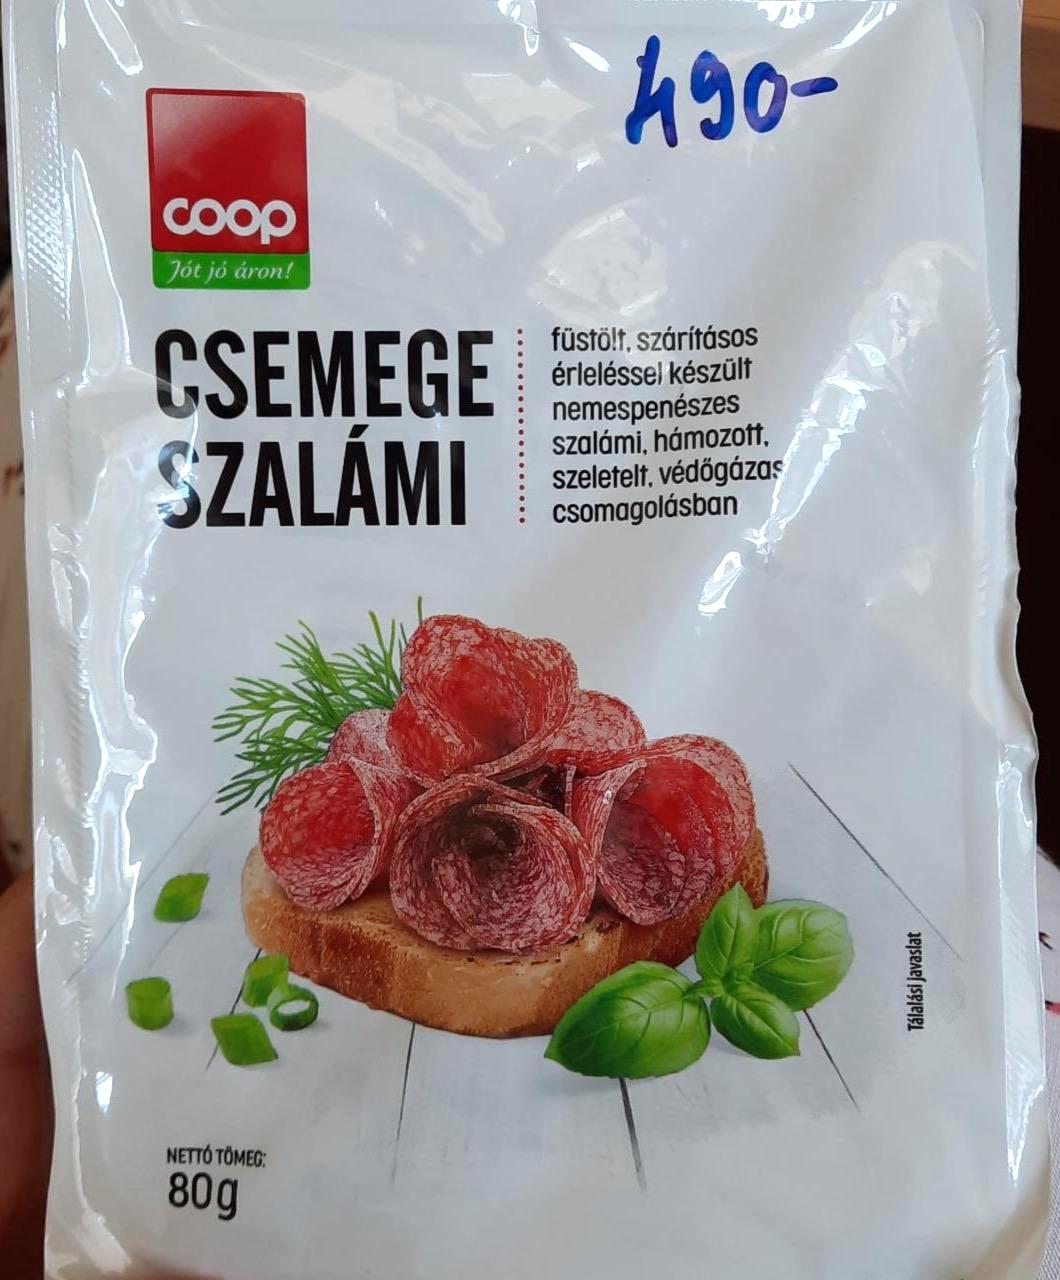 490-
coop
Jót jó áron!
CSEMEGE
SZALÁMI
füstölt, szárításos
érleléssel készült
nemespenészes
szalámi, hámozott,
szeletelt, védőgázas
csomagolásban
Tálalási javaslat
NETTÓ TÖMEG:
80g